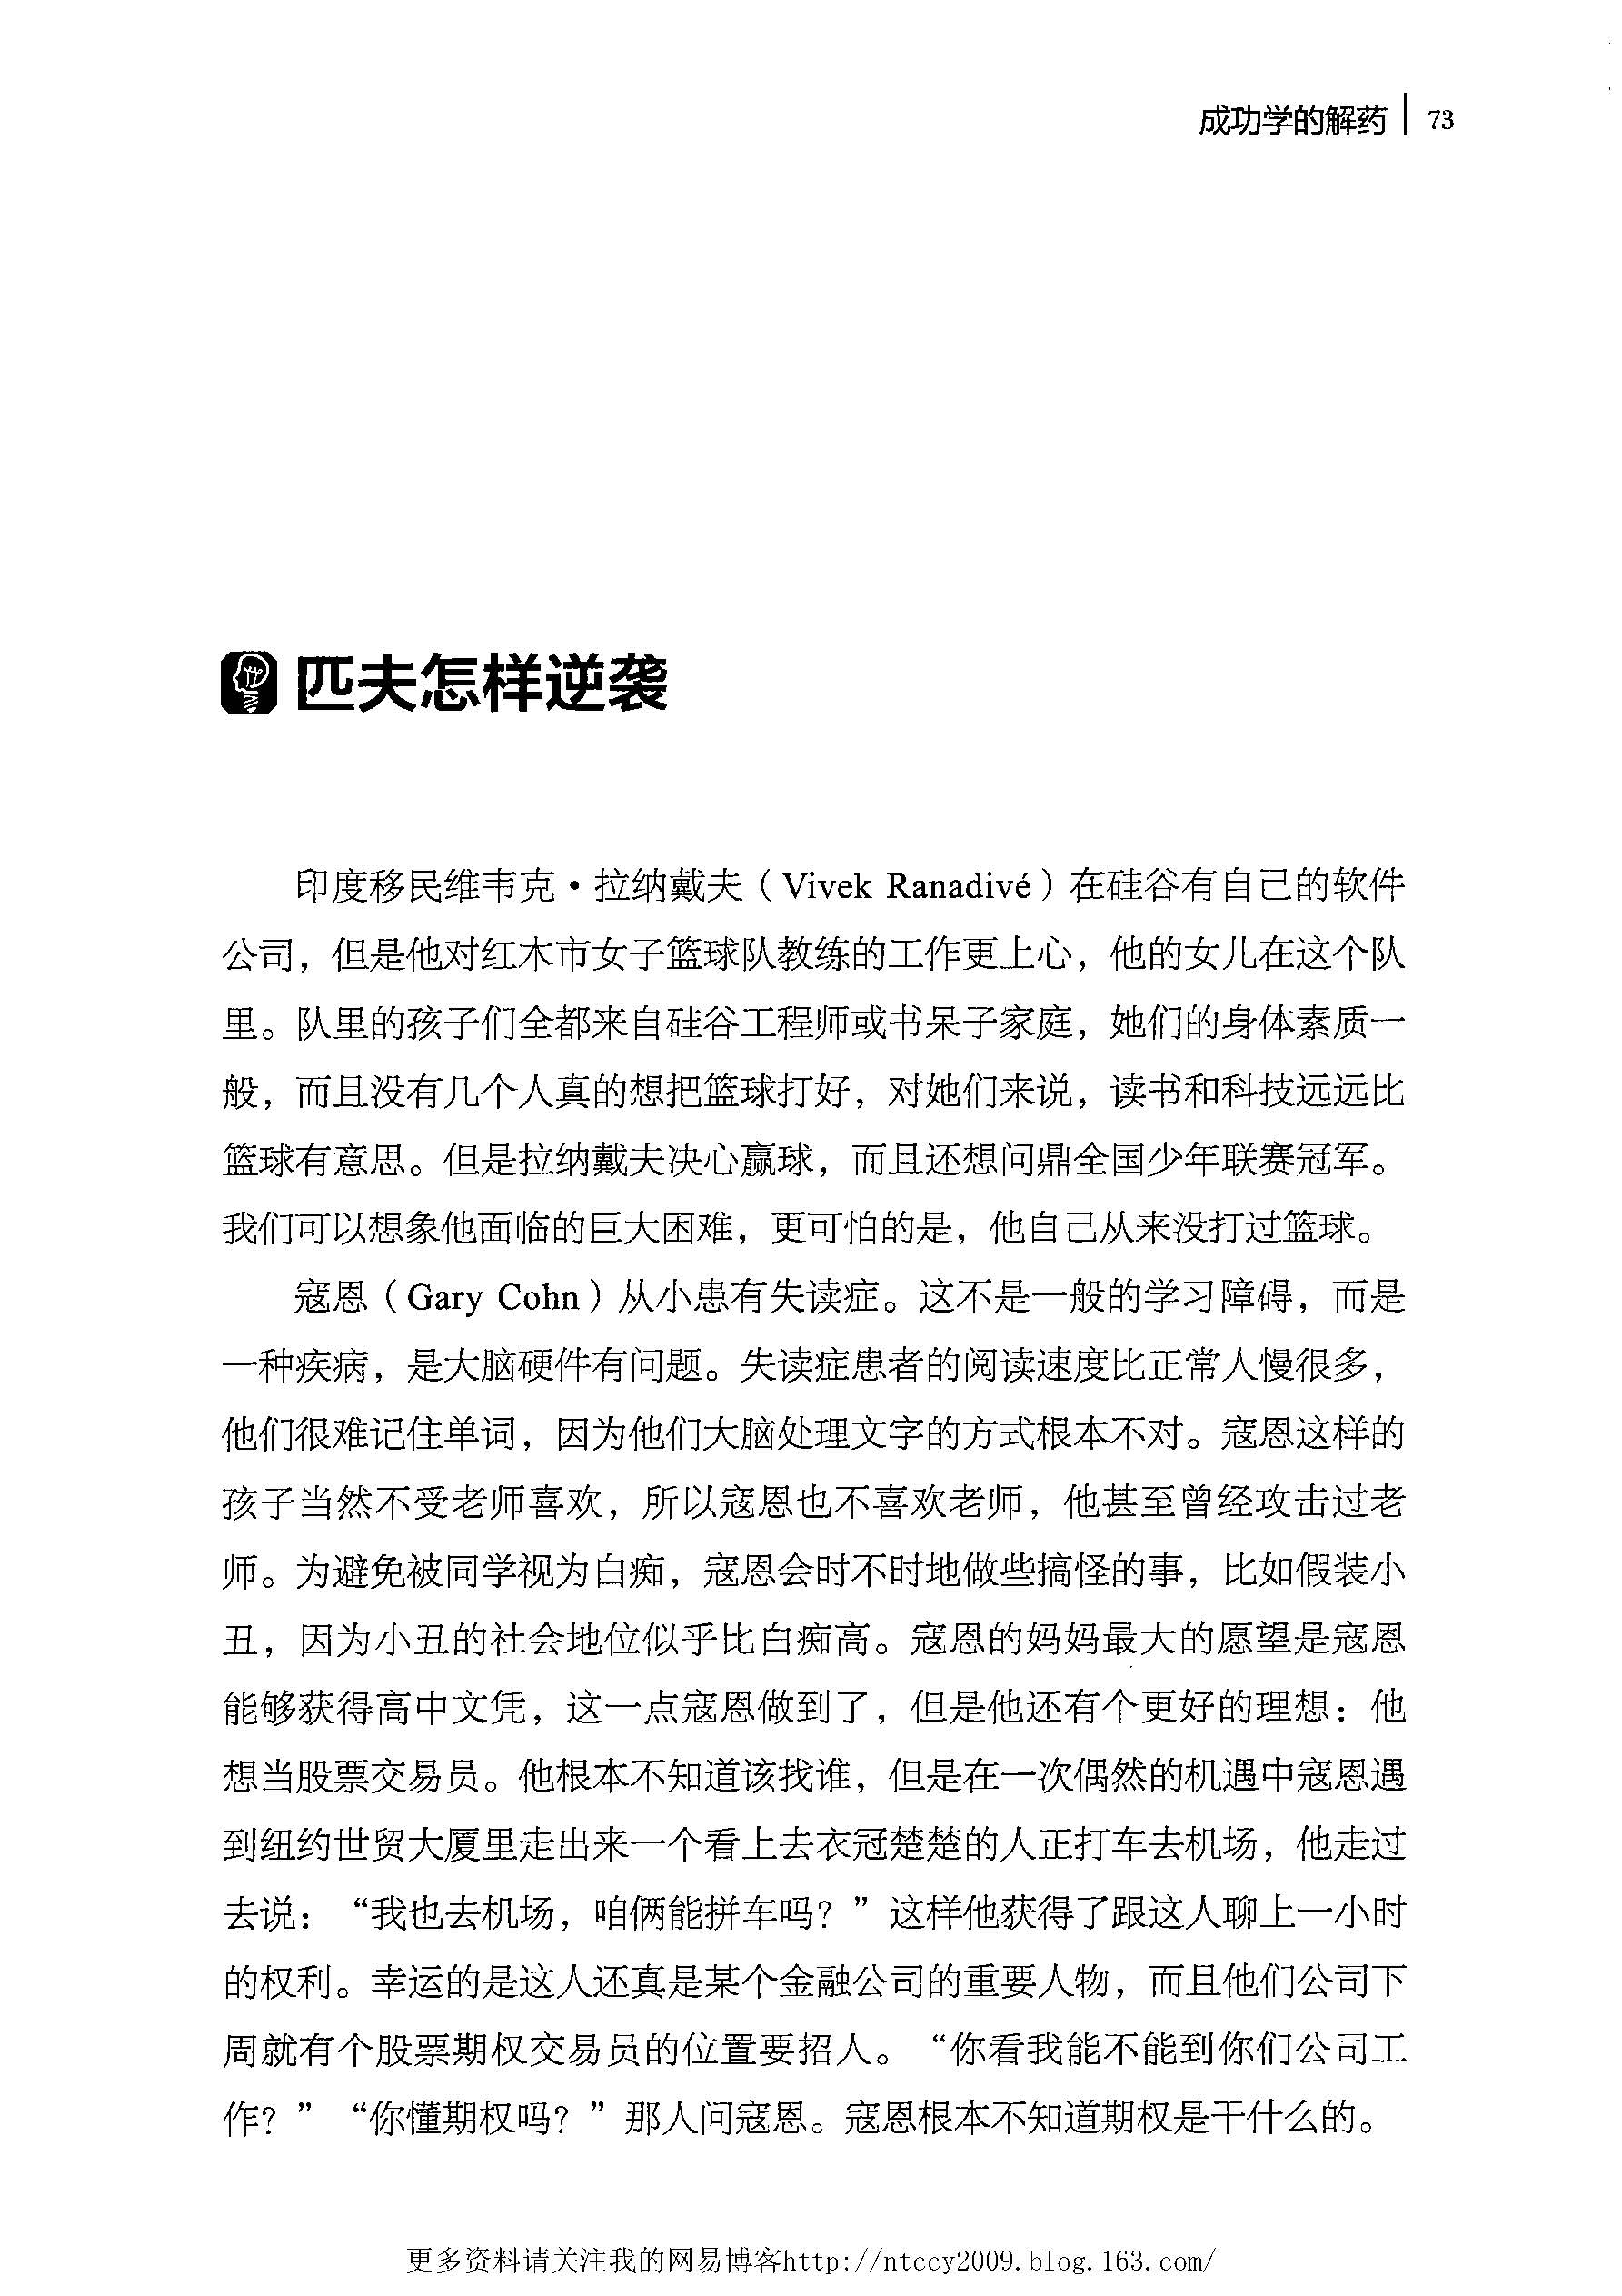 成功学的解药 73
匹夫怎样逆袭
印度移民维韦克·拉纳戴夫（Vivek Ranadivé）在硅谷有自己的软件
公司，但是他对红木市女子篮球队教练的工作更上心，他的女儿在这个队
里。队里的孩子们全都来自硅谷工程师或书呆子家庭，她们的身体素质一
般，而且没有几个人真的想把篮球打好，对她们来说，读书和科技远远比
篮球有意思。但是拉纳戴夫决心赢球，而且还想问鼎全国少年联赛冠军。
我们可以想象他面临的巨大困难，更可怕的是，他自己从来没打过篮球。
寇恩（Gary Cohn）从小患有失读症。这不是一般的学习障碍，而是
一种疾病，是大脑硬件有问题。失读症患者的阅读速度比正常人慢很多，
他们很难记住单词，因为他们大脑处理文字的方式根本不对。寇恩这样的
孩子当然不受老师喜欢，所以寇恩也不喜欢老师，他甚至曾经攻击过老
师。为避免被同学视为白痴，寇恩会时不时地做些搞怪的事，比如假装小
丑，因为小丑的社会地位似乎比白痴高。寇恩的妈妈最大的愿望是寇恩
能够获得高中文凭，这一点寇恩做到了，但是他还有个更好的理想：他
想当股票交易员。他根本不知道该找谁，但是在一次偶然的机遇中寇恩遇
到纽约世贸大厦里走出来一个看上去衣冠楚楚的人正打车去机场，他走过
去说：“我也去机场，咱俩能拼车吗？”这样他获得了跟这人聊上一小时
的权利。幸运的是这人还真是某个金融公司的重要人物，而且他们公司下
周就有个股票期权交易员的位置要招人。“你看我能不能到你们公司工
作？”“你懂期权吗？”那人问寇恩。寇恩根本不知道期权是干什么的。
更多资料请关注我的网易博客http://ntccy2009.blog.163.com/